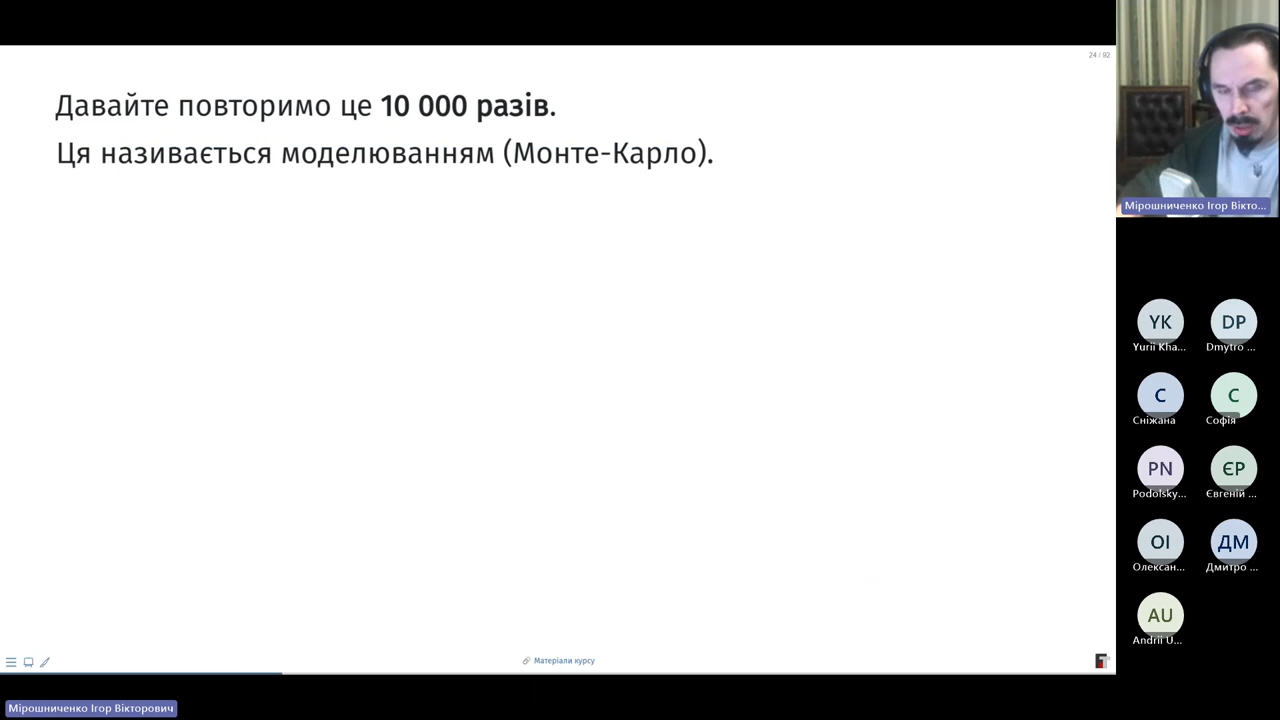 24 / 92
Давайте повторимо це 10 000 разів.
Ця називається моделюванням (Монте-Карло).
Матеріали курсу
Мірошниченко Ігор Вікторович
Мірошниченко Ігор Вікто...
YK
Yurii Kha...
DP
Dmytro ...
С
Сніжана
С
Софія
PN
Podolsky...
ЄР
Євгеній ...
ОІ
Олексан...
ДМ
Дмитро ...
AU
Andrii U...